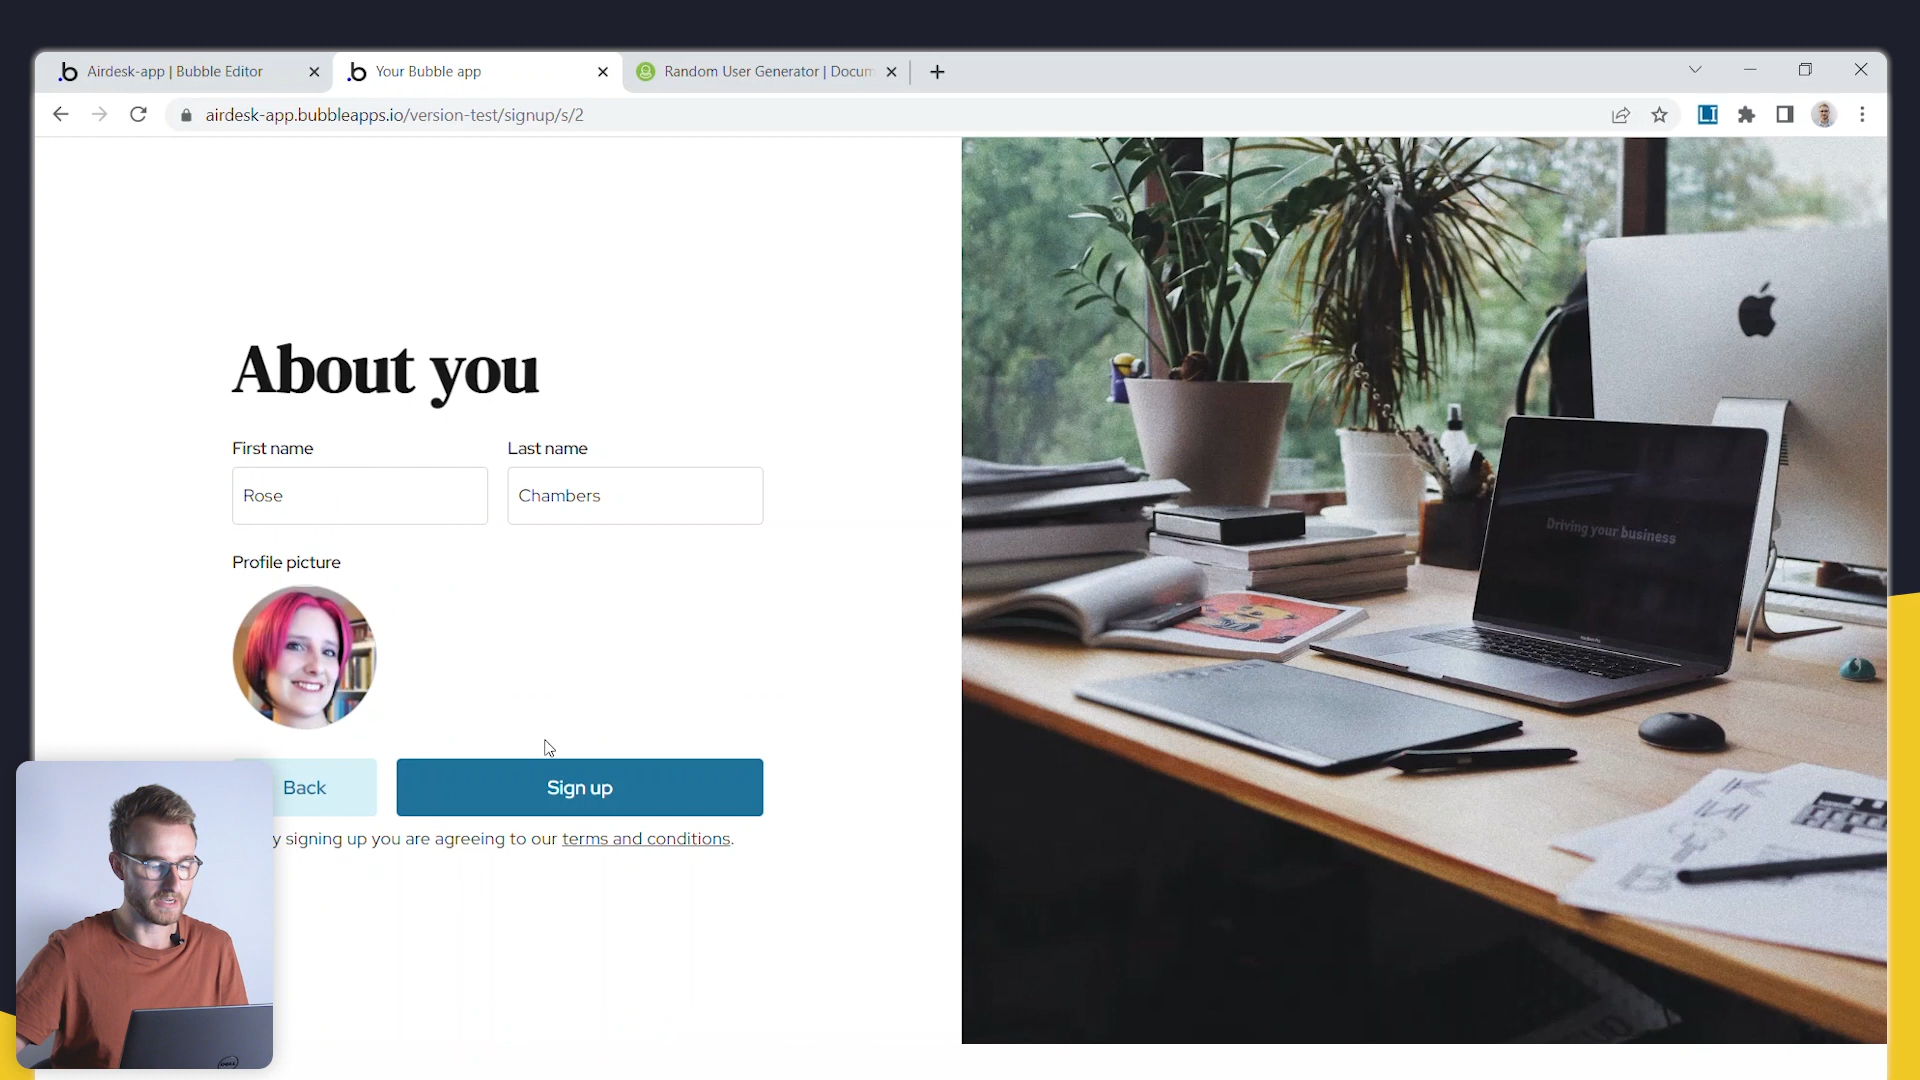 Airdesk-app | Bubble Editor
Your Bubble app
Random User Generator | Docum
airdesk-app.bubbleapps.io/version-test/signup/s/2
About you
First name
Last name
Rose
Chambers
Profile picture
Back
Sign up
y signing up you are agreeing to our terms and conditions.
Driving your business
DELL